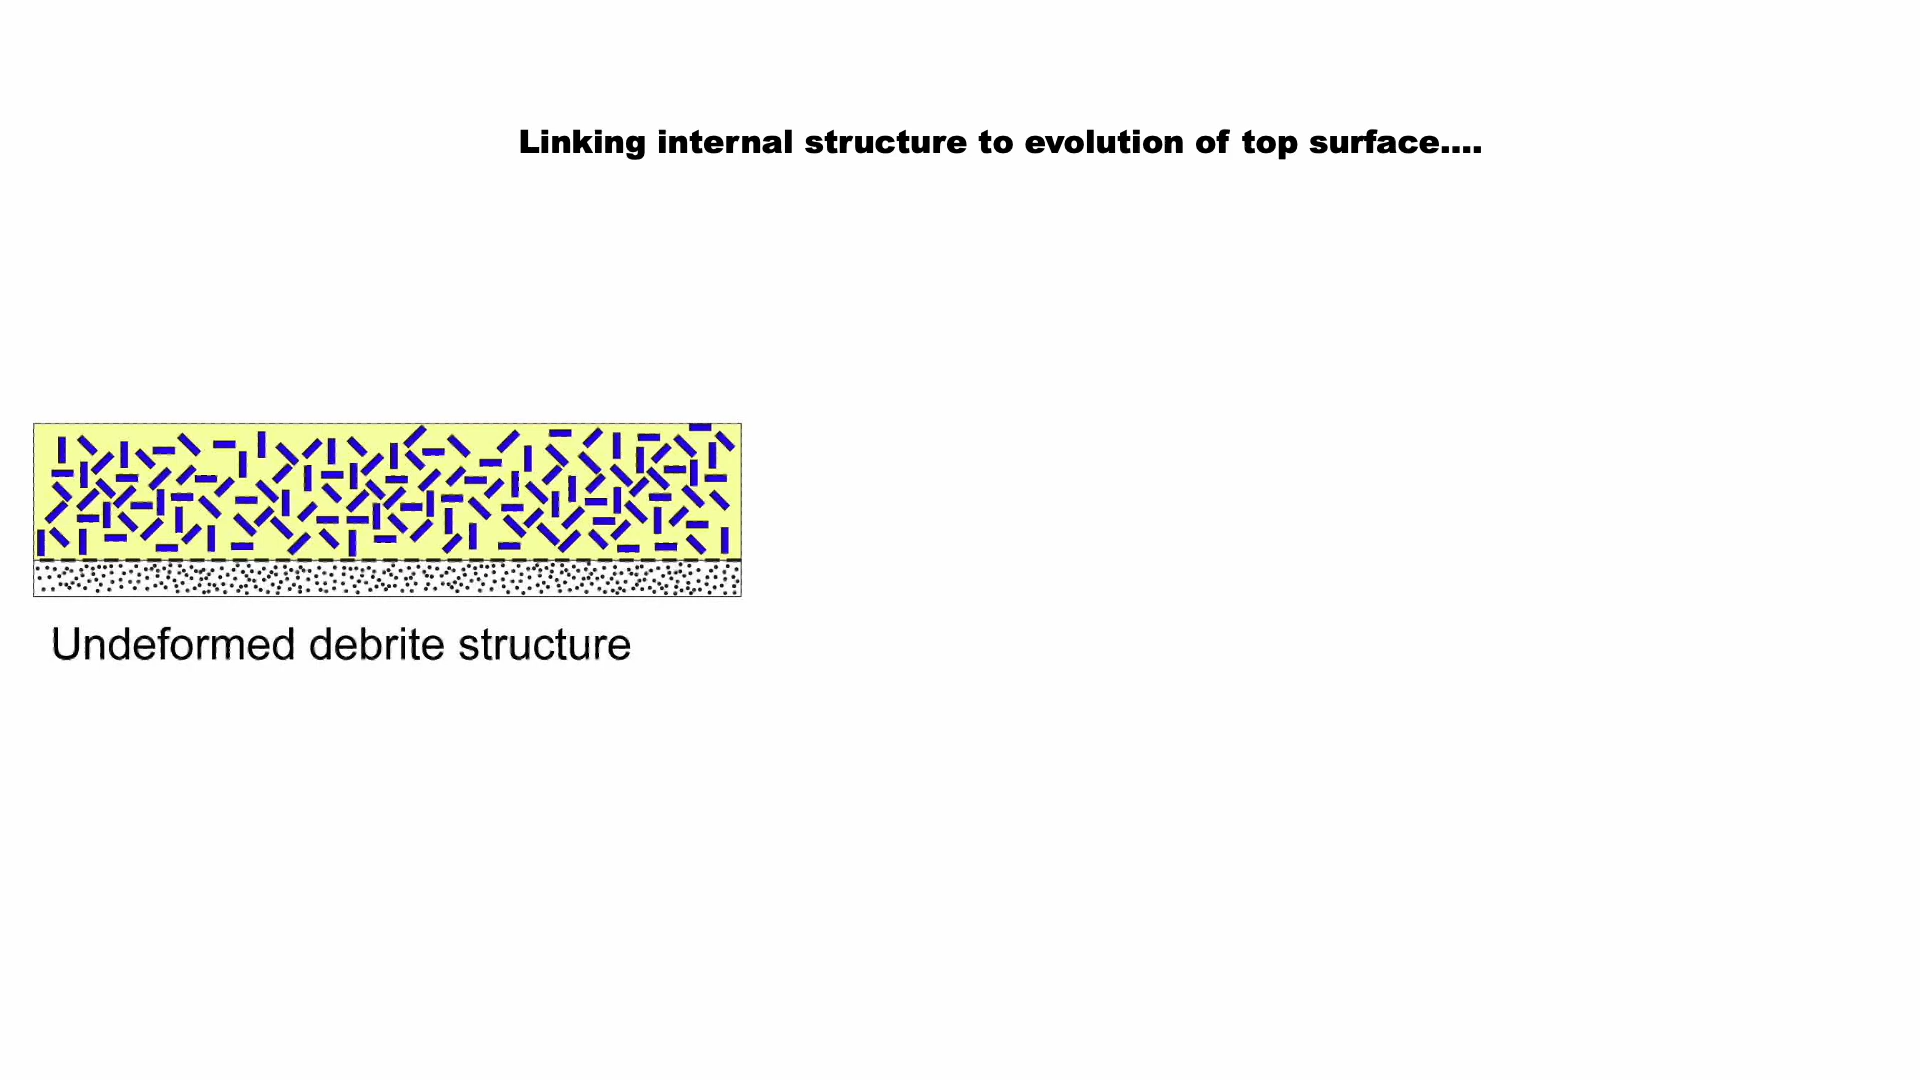 Linking internal structure to evolution of top surface....
Undeformed debrite structure